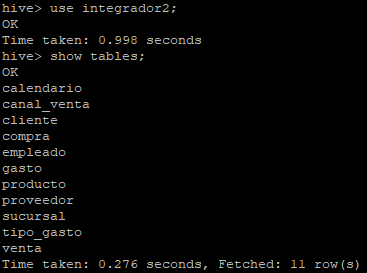 hive> use integrador2;
OK
Time taken: 0.998 seconds
hive> show tables;
OK
calendario
canal_venta
cliente
compra
empleado
gasto
producto
proveedor
sucursal
tipo_gasto
venta
Time taken: 0.276 seconds, Fetched: 11 row(s)